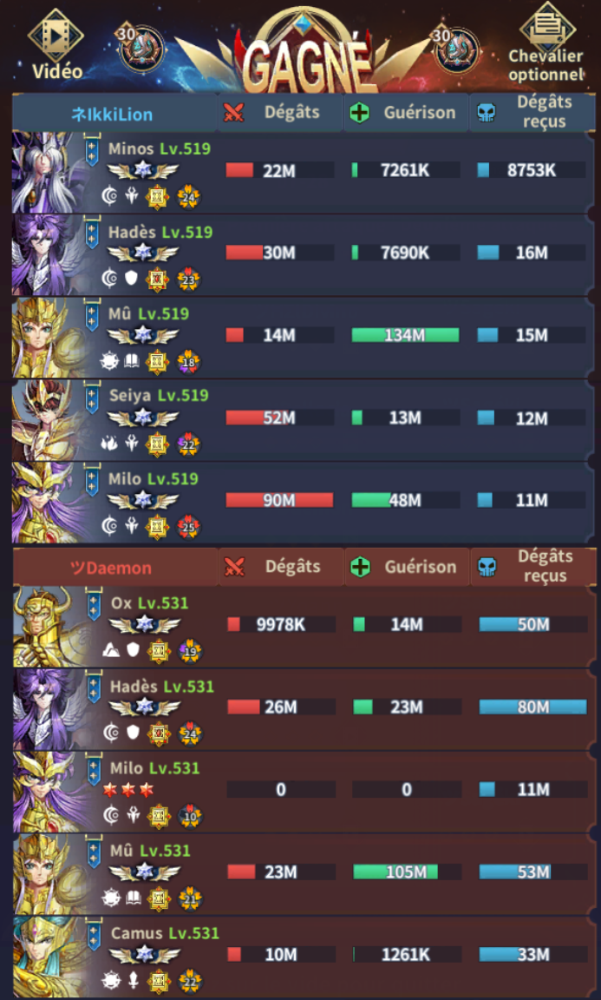 30 GAGNÉ 30
Vidéo
Chevalier
optionnel
ネIkkiLion Dégâts Guérison Dégâts
reçus
Minos Lv.519
22M 7261K 8753K
24
Hadès Lv.519
30M 7690K 16M
23
Mû Lv.519
14M 134M 15M
18
Seiya Lv.519
52M 13M 12M
22
Milo Lv.519
90M 48M 11M
25
ツDaemon Dégâts Guérison Dégâts
reçus
Ox Lv.531
9978K 14M 50M
19
Hadès Lv.531
26M 23M 80M
24
Milo Lv.531
0 0 11M
10
Mû Lv.531
23M 105M 53M
21
Camus Lv.531
10M 1261K 33M
22